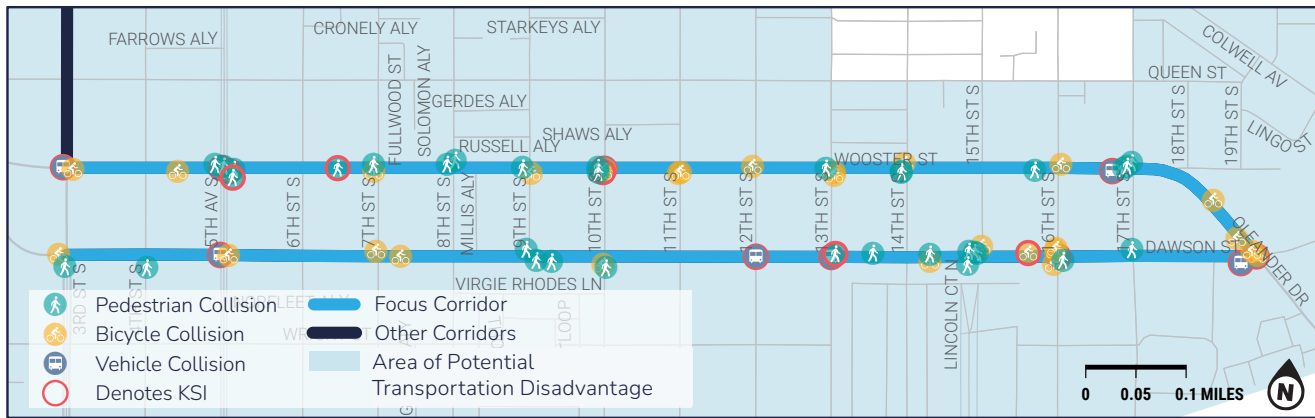 CRONELY ALY
STARKEYS ALY
FARROWS ALY
COLWELL AV
QUEEN ST
FULLWOOD ST
SOLOMON ALY
GERDES ALY
SHAWS ALY
RUSSELL ALY
15TH ST S
18TH ST S
19TH ST S
LINGO ST
WOOSTER ST
5TH AV S
6TH ST S
7TH ST S
8TH ST S
MILLIS ALY
9TH ST S
10TH ST S
11TH ST S
12TH ST S
13TH ST S
14TH ST S
16TH ST S
17TH ST S
DAWSON ST
OLEANDER DR
3RD ST S
4TH ST S
VIRGIE RHODES LN
LINCOLN CT N
LOOP
Pedestrian Collision
Bicycle Collision
Vehicle Collision
Denotes KSI
Focus Corridor
Other Corridors
Area of Potential
Transportation Disadvantage
0 0.05 0.1 MILES
N